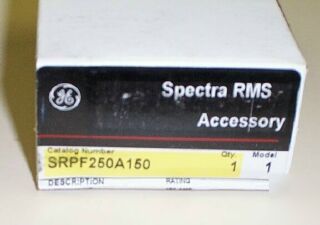 GE
Spectra RMS
Accessory
Catalog Number Qty. Model
SRPF250A150 1 1
DESCRIPTION RATING